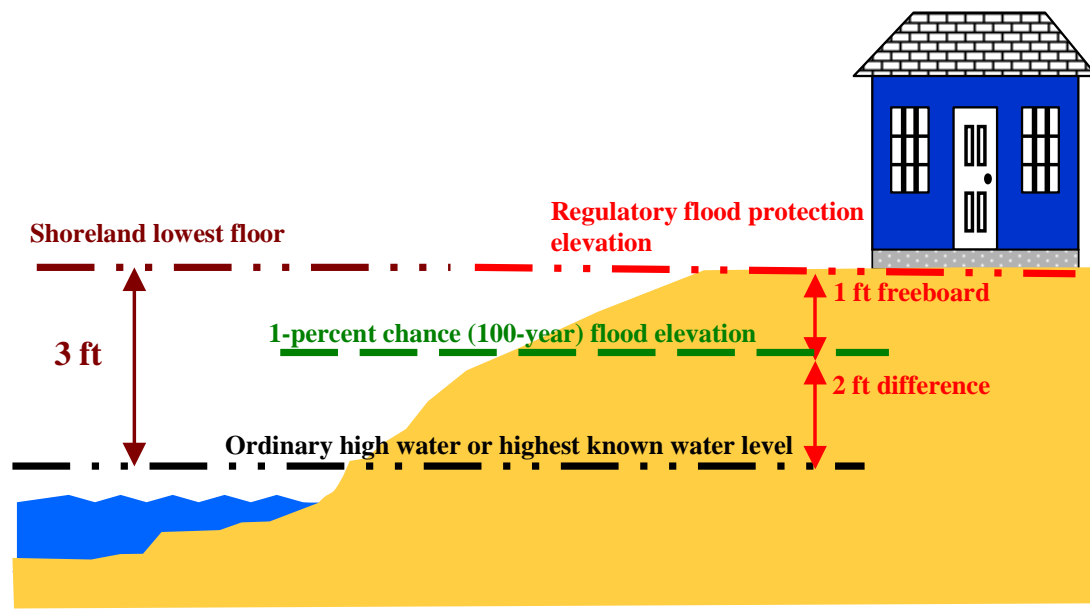 Regulatory flood protection
elevation
Shoreland lowest floor
1 ft freeboard
1-percent chance (100-year) flood elevation
3 ft
2 ft difference
Ordinary high water or highest known water level